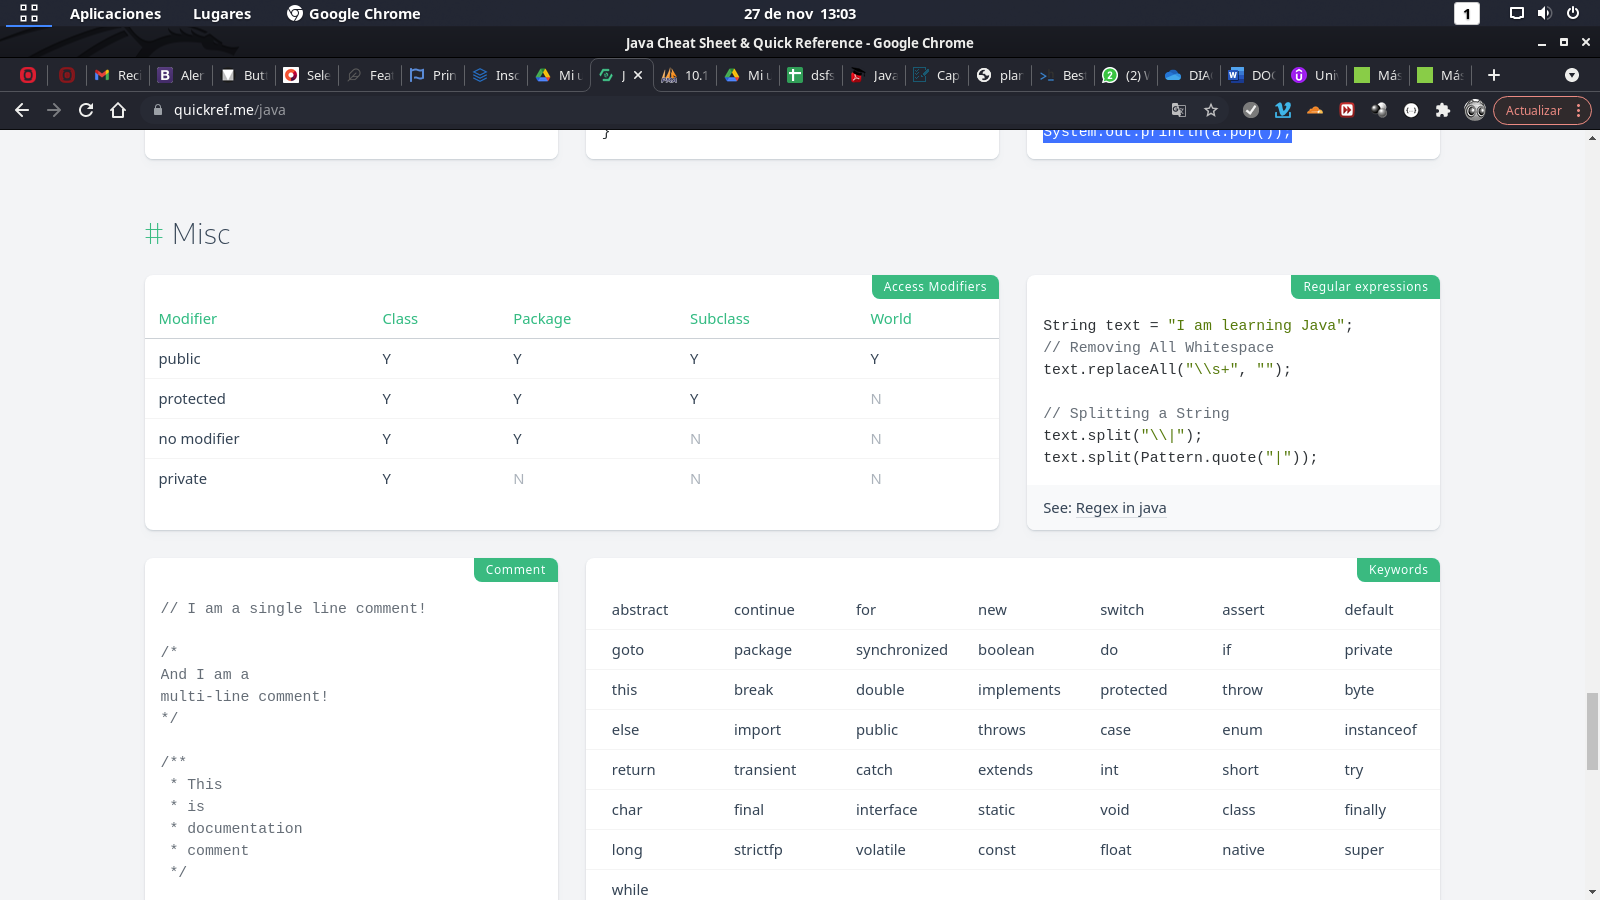 Aplicaciones Lugares Google Chrome 27 de nov 13:03 1
Java Cheat Sheet & Quick Reference - Google Chrome
Reci Aler But Sele Feat Prin Insc Mi u J 10.1 Mi u dsfs Java Cap plar Best (2) W DIA DOC Univ Más Más
quickref.me/java Actualizar
}
System.out.println(a.pop());
# Misc
Access Modifiers
Modifier Class Package Subclass World
public Y Y Y Y
protected Y Y Y N
no modifier Y Y N N
private Y N N N
Regular expressions
String text = "I am learning Java";
// Removing All Whitespace
text.replaceAll("\\s+", "");
// Splitting a String
text.split("\\|");
text.split(Pattern.quote("|"));
See: Regex in java
Comment
// I am a single line comment!
/*
And I am a
multi-line comment!
*/
/**
* This
* is
* documentation
* comment
*/
Keywords
abstract continue for new switch assert default
goto package synchronized boolean do if private
this break double implements protected throw byte
else import public throws case enum instanceof
return transient catch extends int short try
char final interface static void class finally
long strictfp volatile const float native super
while